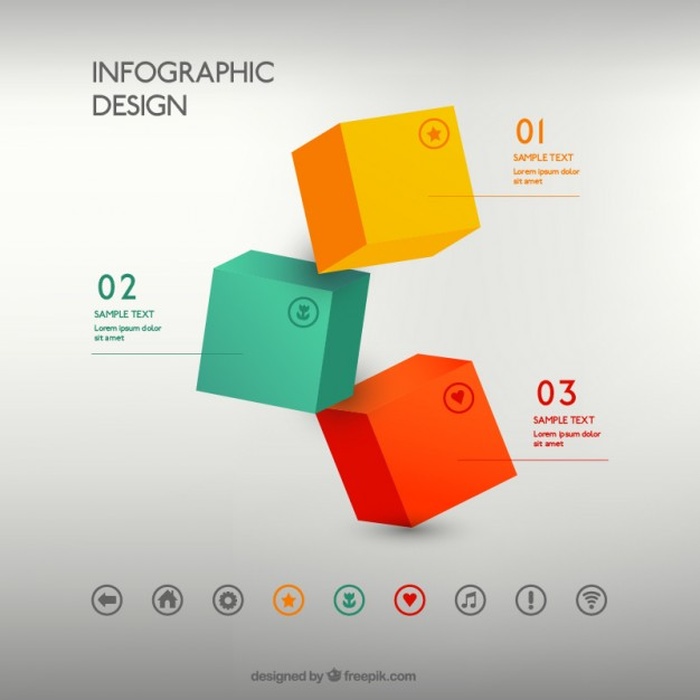 INFOGRAPHIC
DESIGN
01
SAMPLE TEXT
Lorem ipsum dolor
sit amet
02
SAMPLE TEXT
Lorem ipsum dolor
sit amet
03
SAMPLE TEXT
Lorem ipsum dolor
sit amet
designed by freepik.com